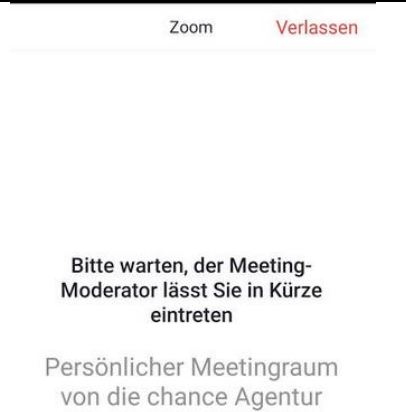 Zoom Verlassen
Bitte warten, der Meeting-
Moderator lässt Sie in Kürze
eintreten
Persönlicher Meetingraum
von die chance Agentur